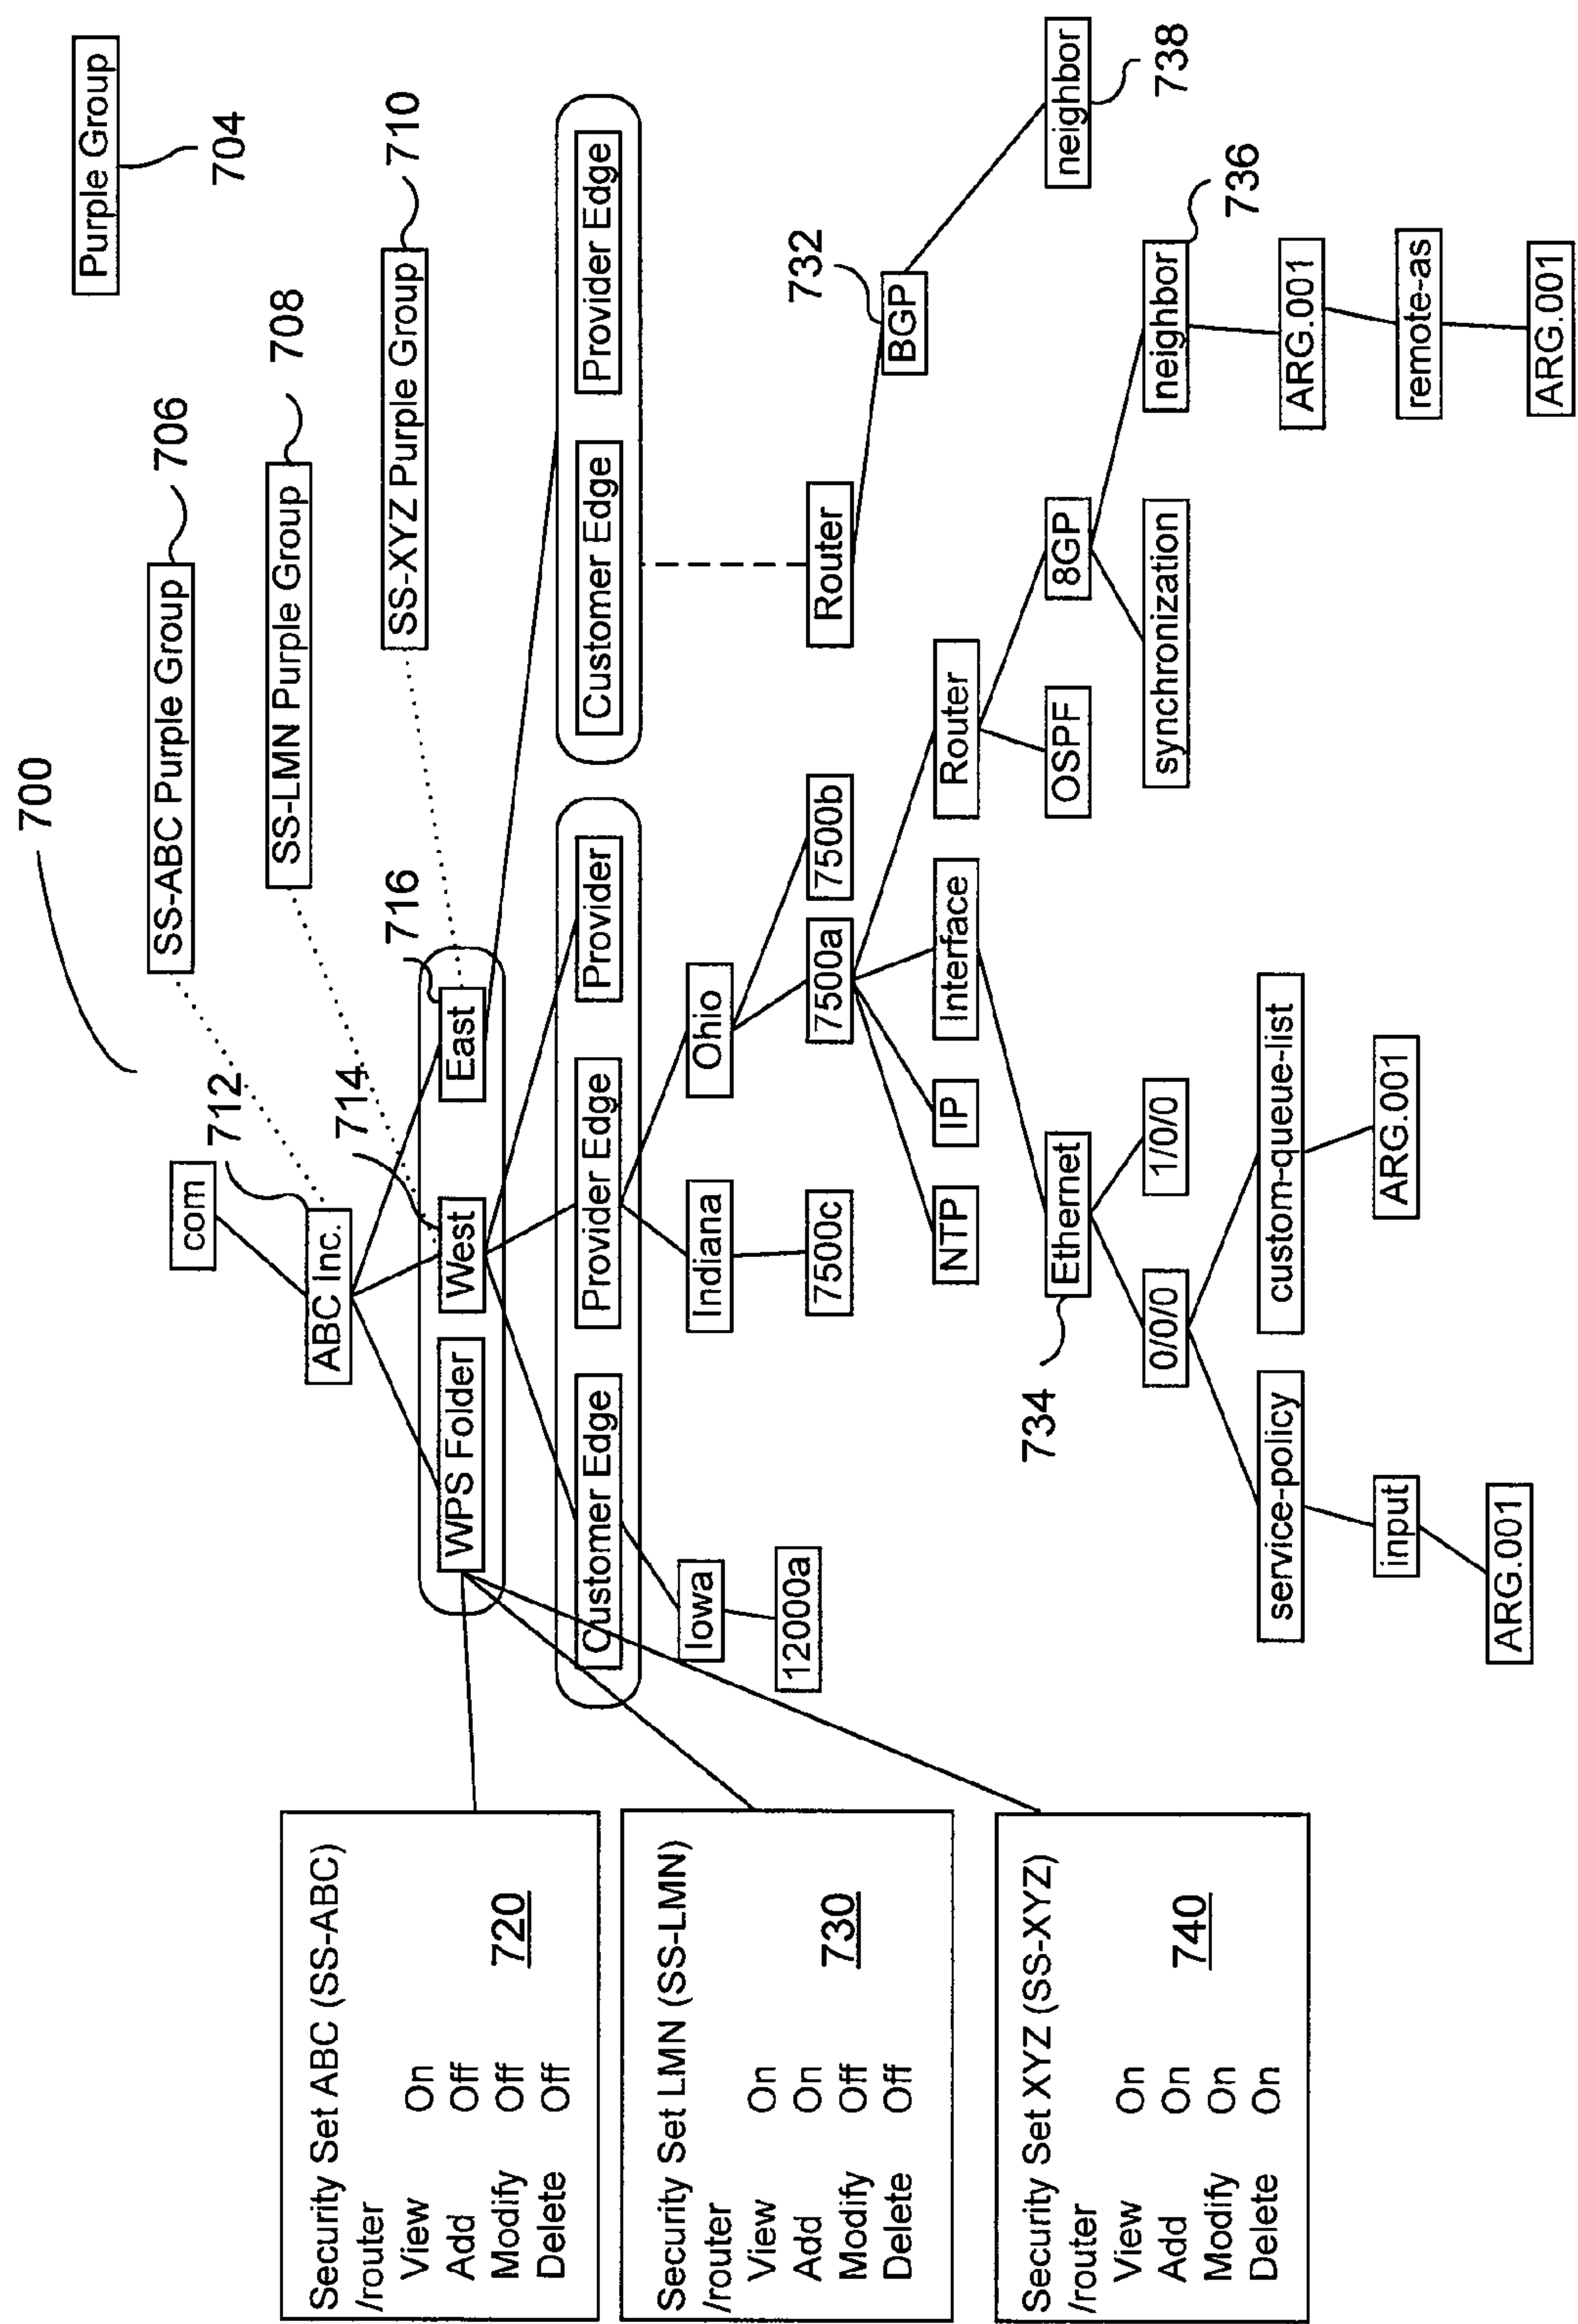 700
Purple Group
704
SS-ABC Purple Group
706
SS-LMN Purple Group
708
SS-XYZ Purple Group
710
com
712
ABC Inc.
714
716
WPS Folder
West
East
Customer Edge
Provider Edge
Provider
Customer Edge
Provider Edge
Iowa
Indiana
Ohio
12000a
7500c
7500a
7500b
Router
732
BGP
NTP
IP
Interface
Router
734
Ethernet
OSPF
8GP
neighbor
738
0/0/0
1/0/0
synchronization
neighbor
736
service-policy
custom-queue-list
ARG.001
input
ARG.001
remote-as
ARG.001
ARG.001
Security Set ABC (SS-ABC)
/router
View On
Add Off
Modify Off
Delete Off
720
Security Set LMN (SS-LMN)
/router
View On
Add On
Modify Off
Delete Off
730
Security Set XYZ (SS-XYZ)
/router
View On
Add On
Modify On
Delete On
740